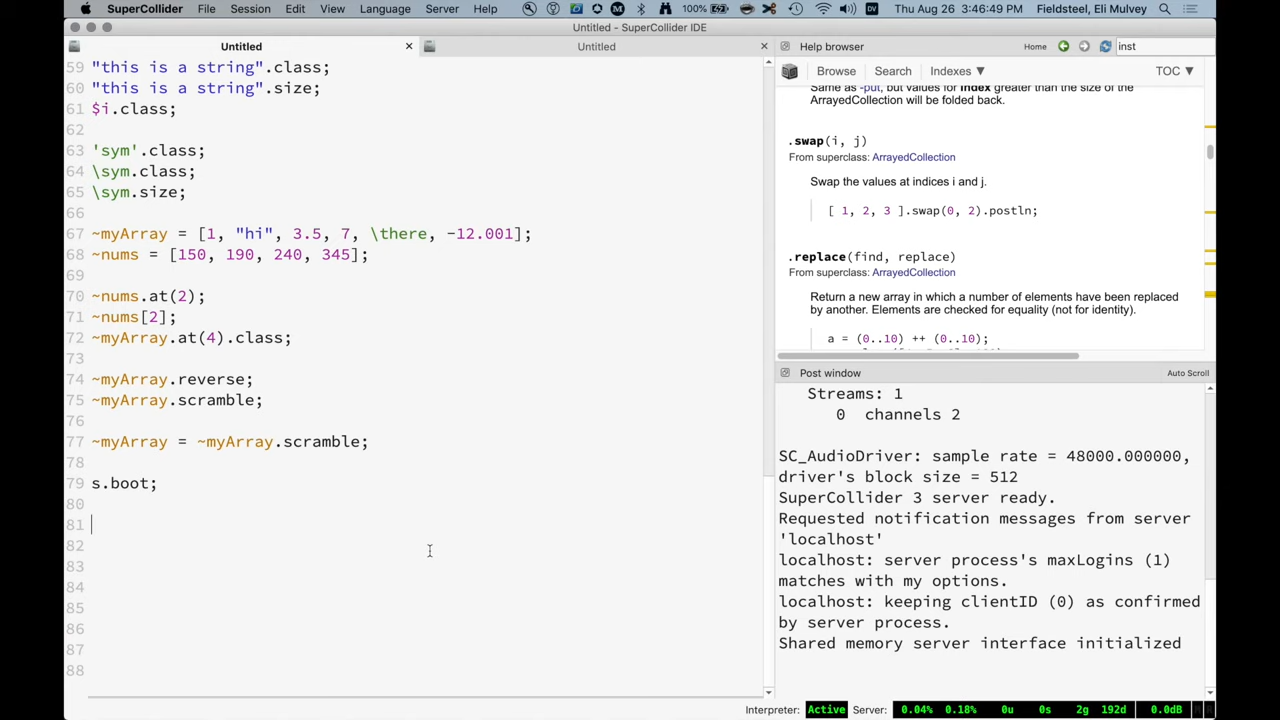 SuperCollider File Session Edit View Language Server Help 100% DV Thu Aug 26 3:46:49 PM Fieldsteel, Eli Mulvey
Untitled - SuperCollider IDE
Untitled Untitled
59 "this is a string".class;
60 "this is a string".size;
61 $i.class;
62
63 'sym'.class;
64 \sym.class;
65 \sym.size;
66
67 ~myArray = [1, "hi", 3.5, 7, \there, -12.001];
68 ~nums = [150, 190, 240, 345];
69
70 ~nums.at(2);
71 ~nums[2];
72 ~myArray.at(4).class;
73
74 ~myArray.reverse;
75 ~myArray.scramble;
76
77 ~myArray = ~myArray.scramble;
78
79 s.boot;
80
81
82
83
84
85
86
87
88
Help browser Home inst
Browse Search Indexes ▼ TOC ▼
Same as -put, but values for index greater than the size of the
ArrayedCollection will be folded back.
.swap(i, j)
From superclass: ArrayedCollection
Swap the values at indices i and j.
[ 1, 2, 3 ].swap(0, 2).postln;
.replace(find, replace)
From superclass: ArrayedCollection
Return a new array in which a number of elements have been replaced
by another. Elements are checked for equality (not for identity).
a = (0..10) ++ (0..10);
Post window Auto Scroll
Streams: 1
0 channels 2
SC_AudioDriver: sample rate = 48000.000000,
driver's block size = 512
SuperCollider 3 server ready.
Requested notification messages from server
'localhost'
localhost: server process's maxLogins (1)
matches with my options.
localhost: keeping clientID (0) as confirmed
by server process.
Shared memory server interface initialized
Interpreter: Active Server: 0.04% 0.18% 0u 0s 2g 192d 0.0dB M R